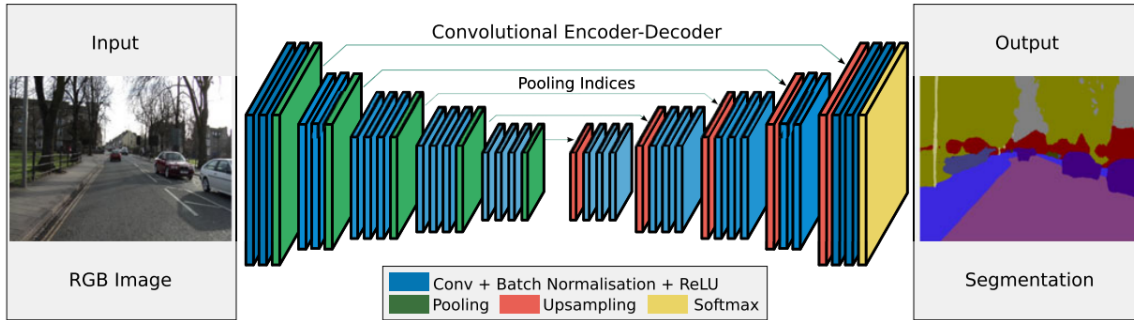 Input
RGB Image
Convolutional Encoder-Decoder
Pooling Indices
Conv + Batch Normalisation + ReLU
Pooling Upsampling Softmax
Output
Segmentation